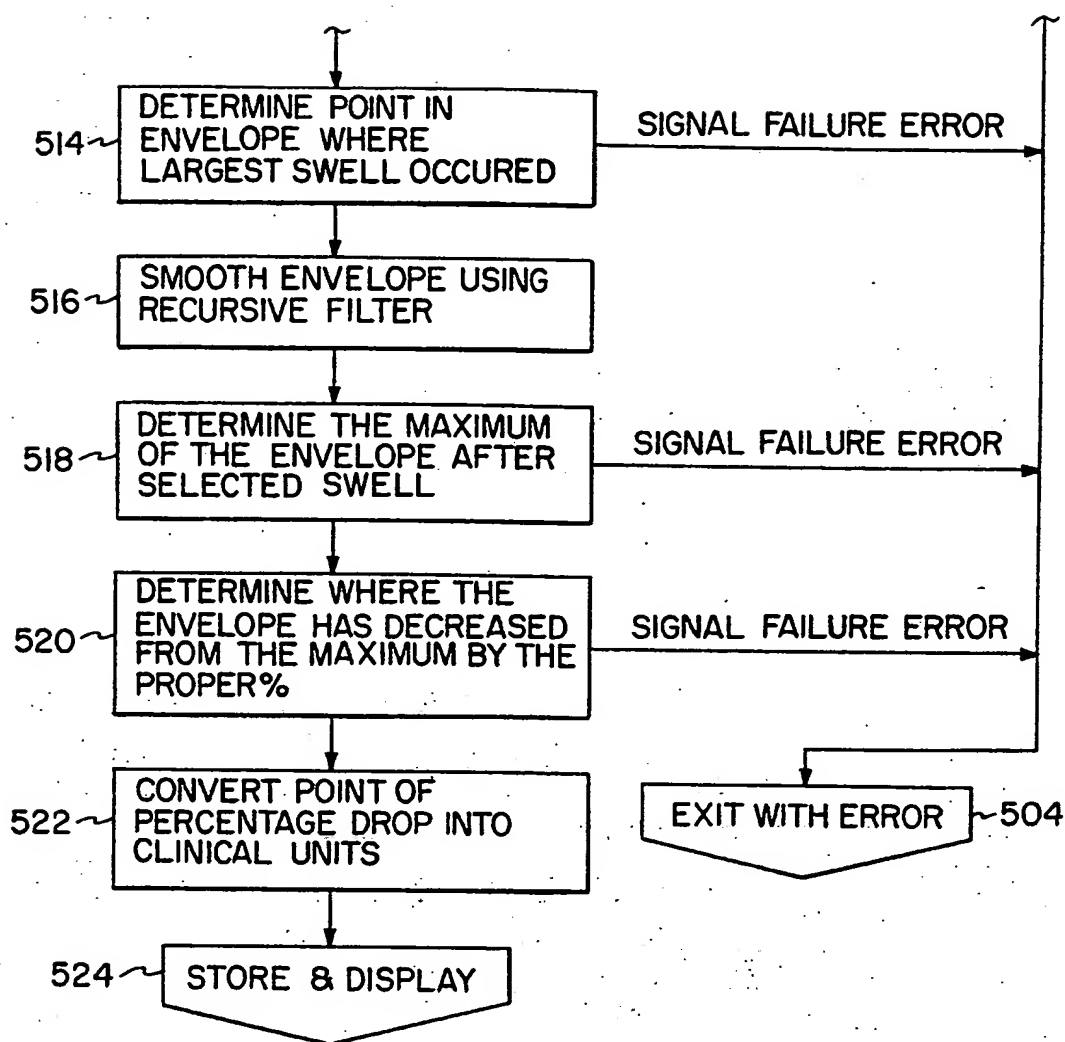 514
DETERMINE POINT IN
ENVELOPE WHERE
LARGEST SWELL OCCURED
SIGNAL FAILURE ERROR
516
SMOOTH ENVELOPE USING
RECURSIVE FILTER
518
DETERMINE THE MAXIMUM
OF THE ENVELOPE AFTER
SELECTED SWELL
SIGNAL FAILURE ERROR
520
DETERMINE WHERE THE
ENVELOPE HAS DECREASED
FROM THE MAXIMUM BY THE
PROPER%
SIGNAL FAILURE ERROR
522
CONVERT POINT OF
PERCENTAGE DROP INTO
CLINICAL UNITS
EXIT WITH ERROR
504
524
STORE & DISPLAY